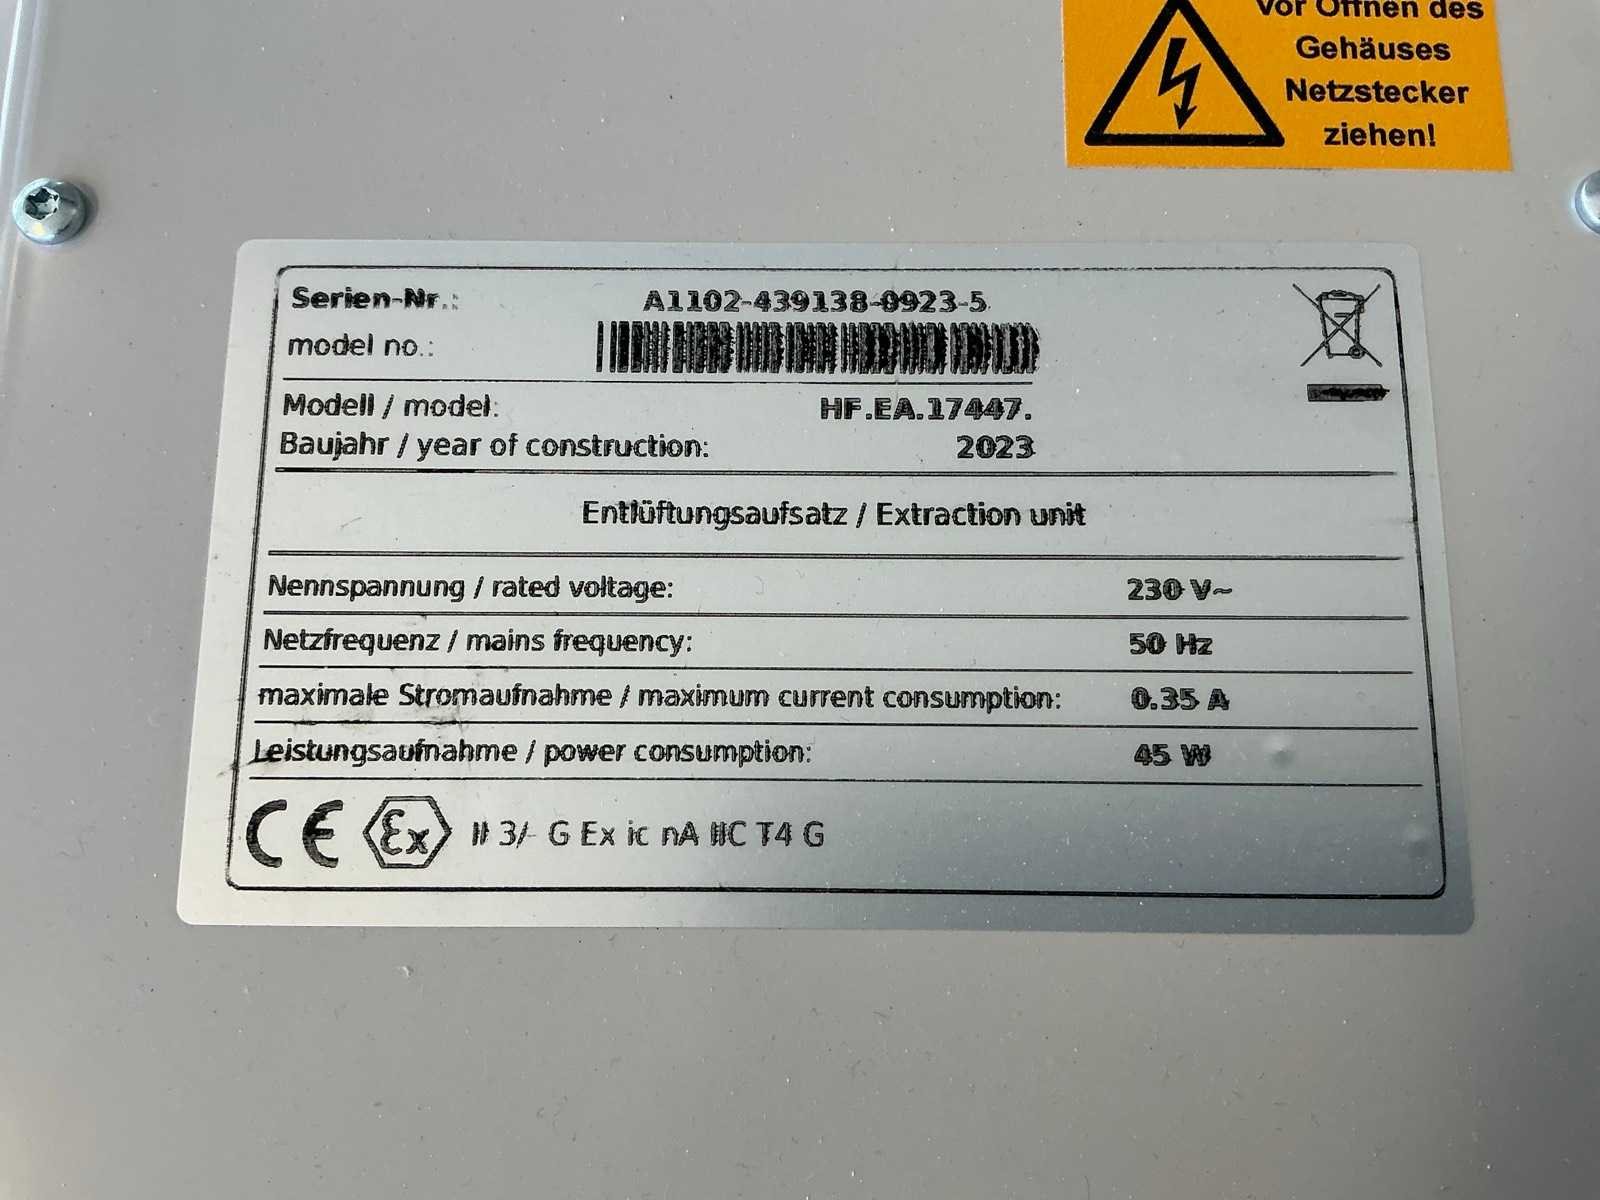 vor Öffnen des
Gehäuses
Netzstecker
ziehen!
Serien-Nr.: A1102-439138-0923-5
model no.:
Modell / model: HF.EA.17447.
Baujahr / year of construction: 2023
Entlüftungsaufsatz / Extraction unit
Nennspannung / rated voltage: 230 V~
Netzfrequenz / mains frequency: 50 Hz
maximale Stromaufnahme / maximum current consumption: 0.35 A
Leistungsaufnahme / power consumption: 45 W
CE Ex II 3/- G Ex ic nA IIC T4 G